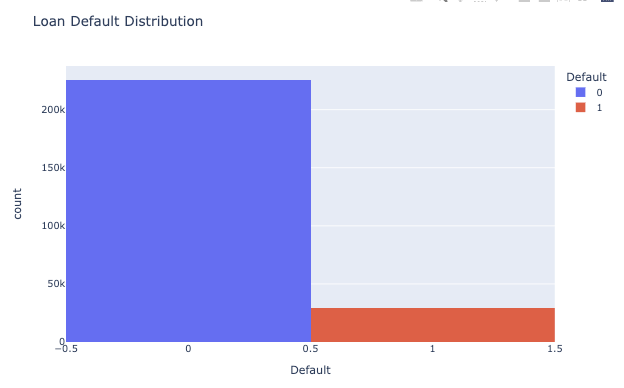 Loan Default Distribution
Default
0
1
count
200k
150k
100k
50k
0
−0.5
0
0.5
1
1.5
Default